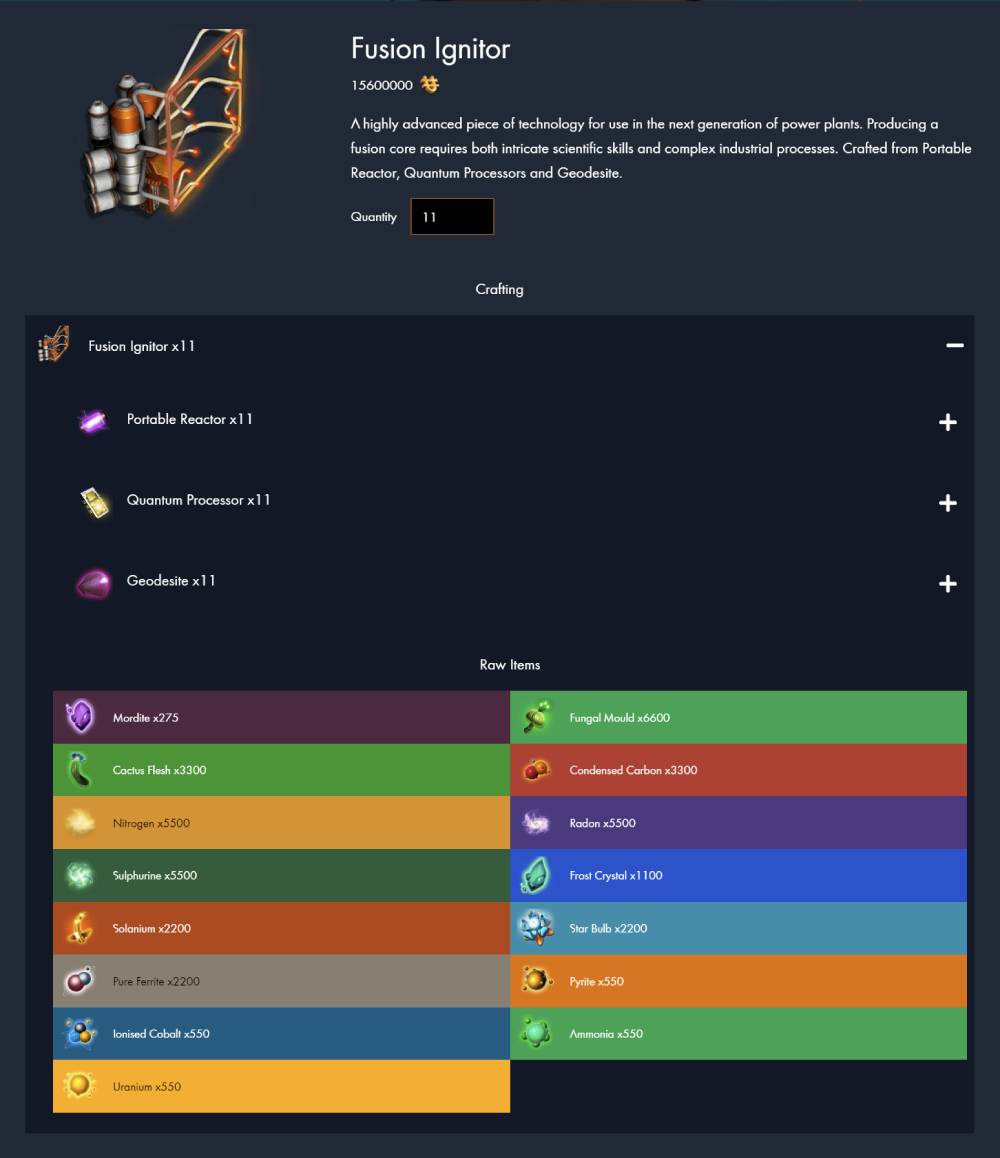 Fusion Ignitor
15600000
A highly advanced piece of technology for use in the next generation of power plants. Producing a
fusion core requires both intricate scientific skills and complex industrial processes. Crafted from Portable
Reactor, Quantum Processors and Geodesite.
Quantity 11
Crafting
Fusion Ignitor x11
Portable Reactor x11
Quantum Processor x11
Geodesite x11
Raw Items
Mordite x275
Fungal Mould x6600
Cactus Flesh x3300
Condensed Carbon x3300
Nitrogen x5500
Radon x5500
Sulphurine x5500
Frost Crystal x1100
Solanium x2200
Star Bulb x2200
Pure Ferrite x2200
Pyrite x550
Ionised Cobalt x550
Ammonia x550
Uranium x550